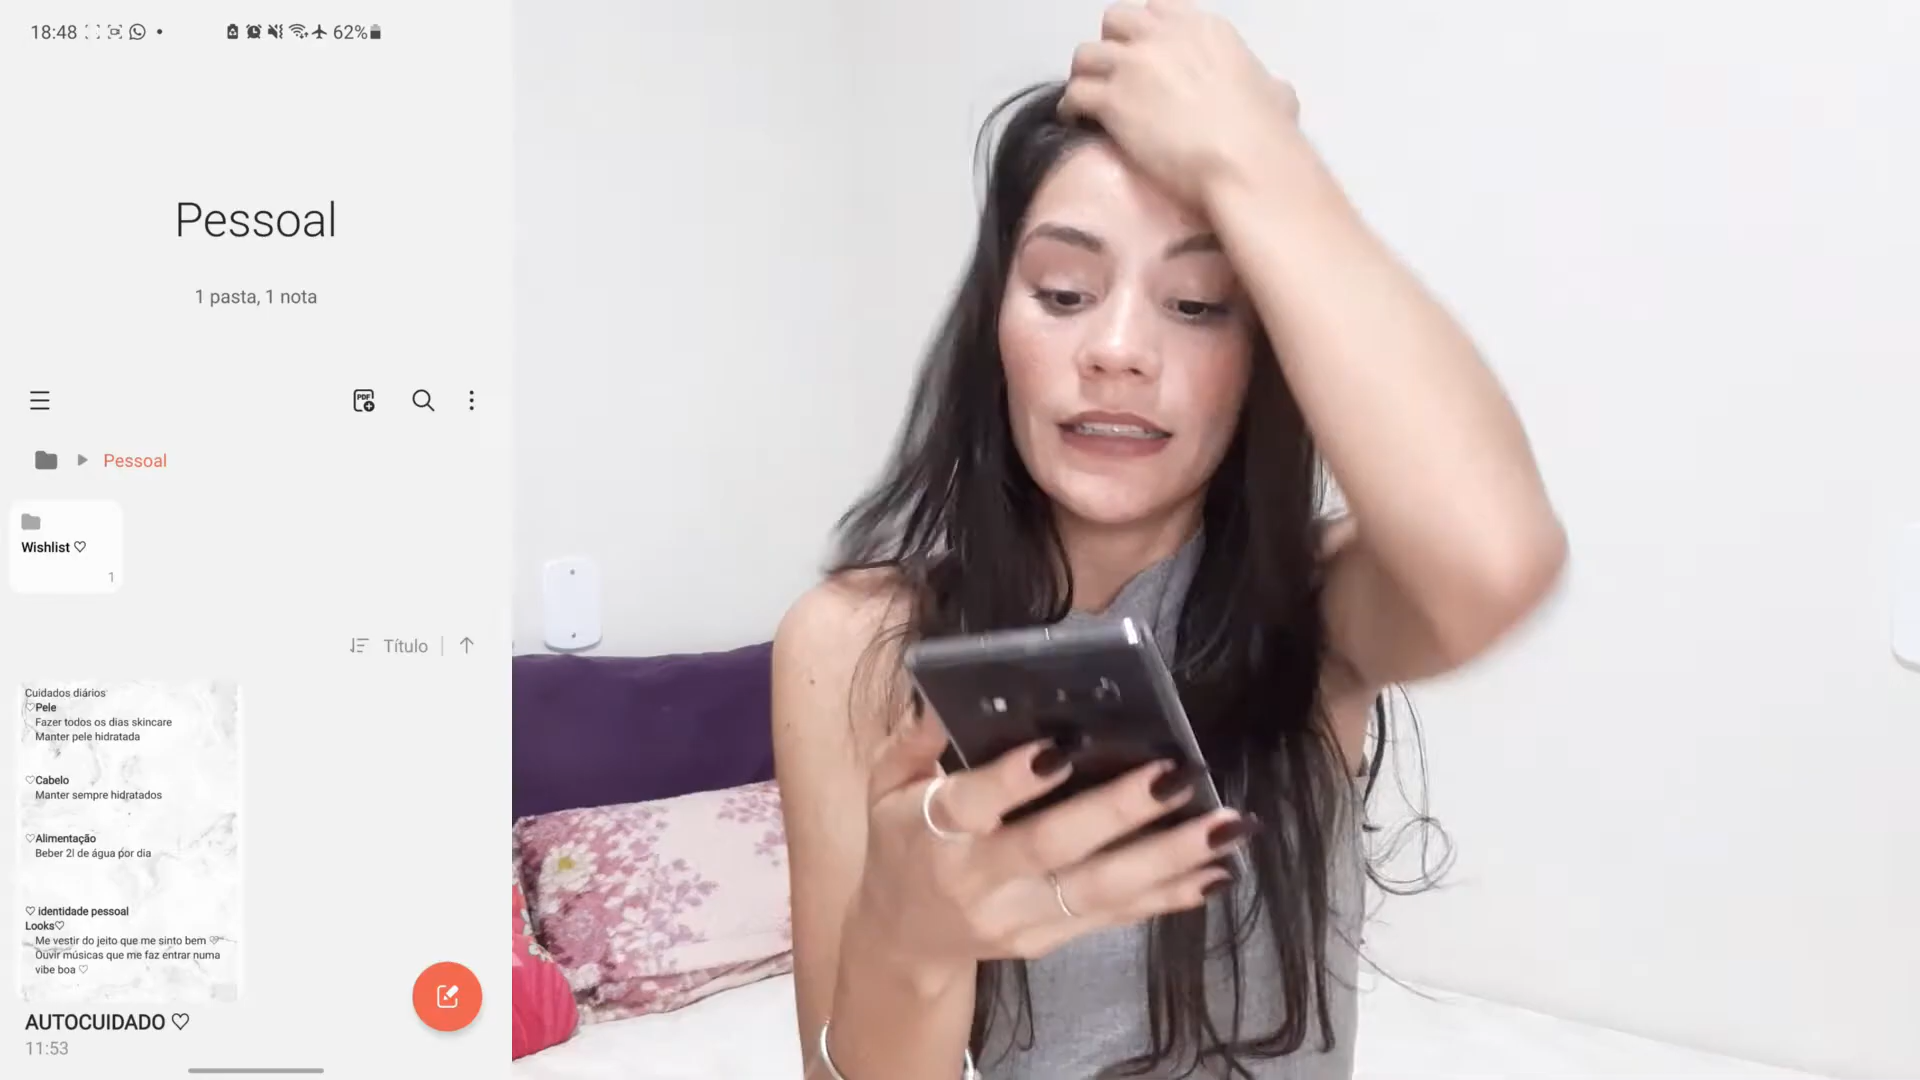 18:48
62%
Pessoal
1 pasta, 1 nota
PDF
Pessoal
Wishlist ♡
1
Título
Cuidados diários
♡Pele
Fazer todos os dias skincare
Manter pele hidratada
♡Cabelo
Manter sempre hidratados
♡Alimentação
Beber 2l de água por dia
♡ identidade pessoal
Looks♡
Me vestir do jeito que me sinto bem ♡
Ouvir músicas que me faz entrar numa
vibe boa ♡
AUTOCUIDADO ♡
11:53